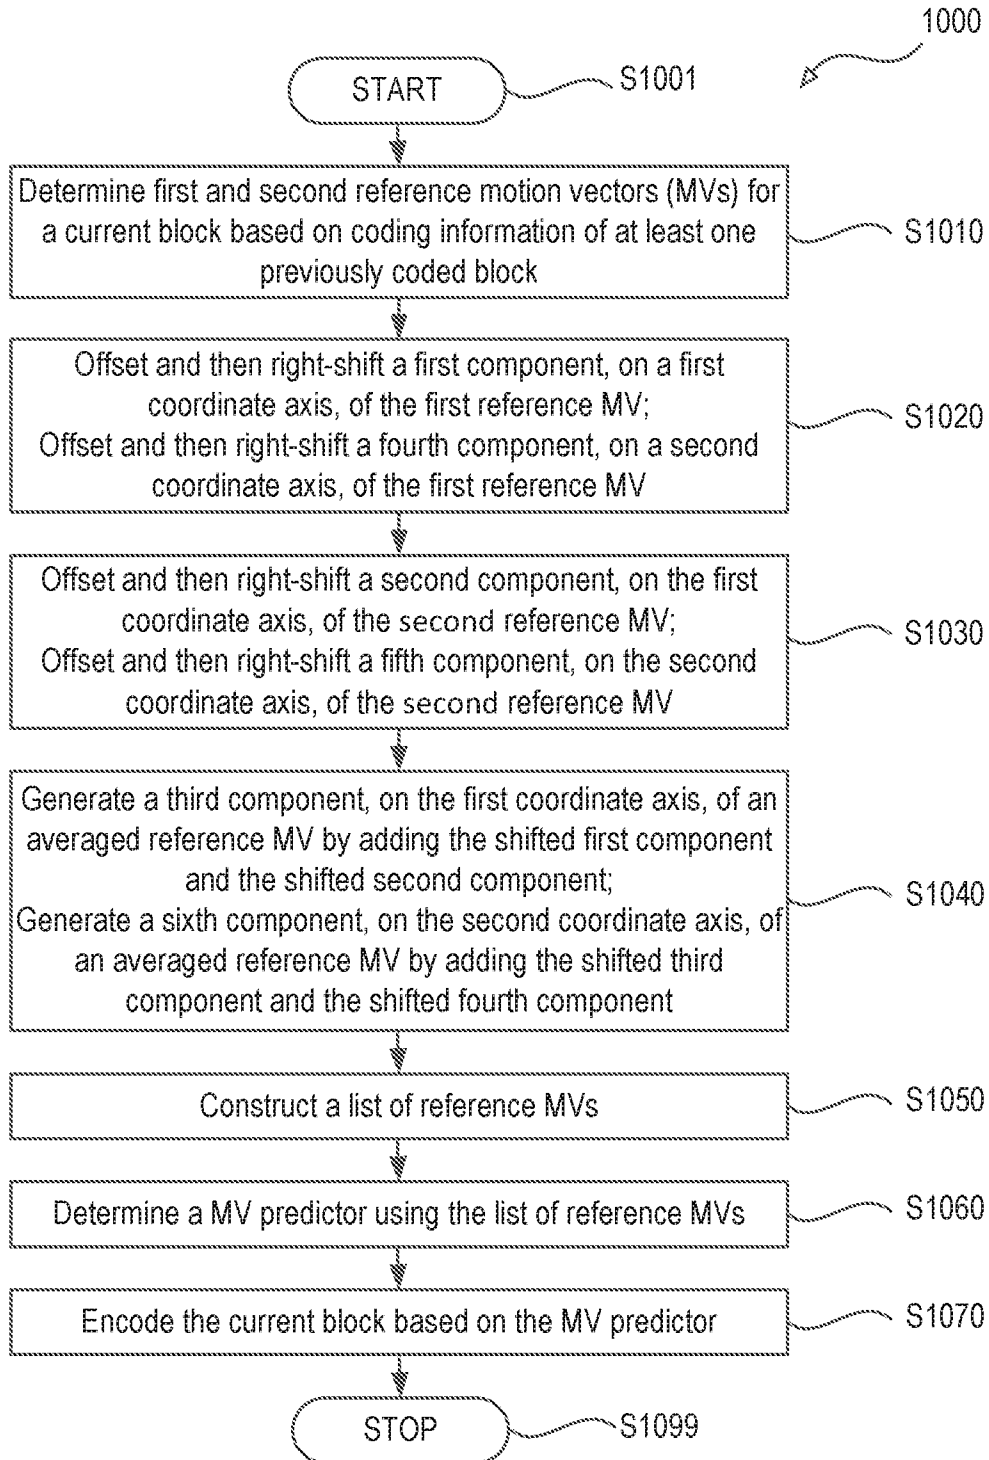 1000
START
S1001
Determine first and second reference motion vectors (MVs) for
a current block based on coding information of at least one
previously coded block
S1010
Offset and then right-shift a first component, on a first
coordinate axis, of the first reference MV;
Offset and then right-shift a fourth component, on a second
coordinate axis, of the first reference MV
S1020
Offset and then right-shift a second component, on the first
coordinate axis, of the second reference MV;
Offset and then right-shift a fifth component, on the second
coordinate axis, of the second reference MV
S1030
Generate a third component, on the first coordinate axis, of an
averaged reference MV by adding the shifted first component
and the shifted second component;
Generate a sixth component, on the second coordinate axis, of
an averaged reference MV by adding the shifted third
component and the shifted fourth component
S1040
Construct a list of reference MVs
S1050
Determine a MV predictor using the list of reference MVs
S1060
Encode the current block based on the MV predictor
S1070
STOP
S1099